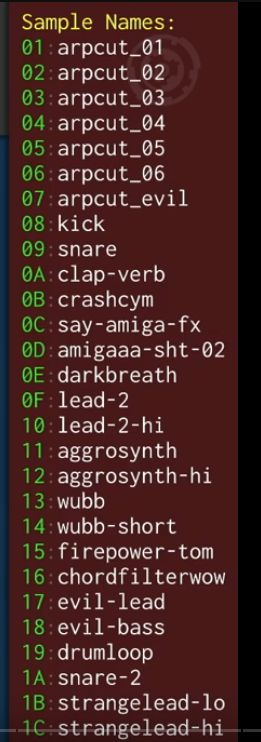 Sample Names:
01:arpcut_01
02:arpcut_02
03:arpcut_03
04:arpcut_04
05:arpcut_05
06:arpcut_06
07:arpcut_evil
08:kick
09:snare
0A:clap-verb
0B:crashcym
0C:say-amiga-fx
0D:amigaaa-sht-02
0E:darkbreath
0F:lead-2
10:lead-2-hi
11:aggrosynth
12:aggrosynth-hi
13:wubb
14:wubb-short
15:firepower-tom
16:chordfilterwow
17:evil-lead
18:evil-bass
19:drumloop
1A:snare-2
1B:strangelead-lo
1C:strangelead-hi